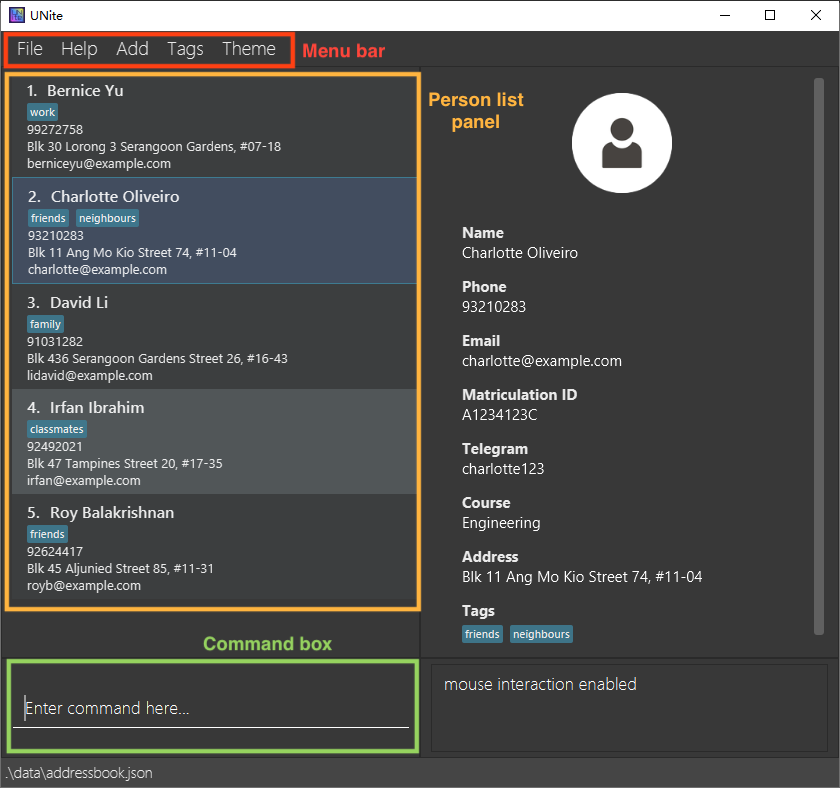 UNite
File Help Add Tags Theme
Menu bar
1. Bernice Yu
work
99272758
Blk 30 Lorong 3 Serangoon Gardens, #07-18
berniceyu@example.com
2. Charlotte Oliveiro
friends neighbours
93210283
Blk 11 Ang Mo Kio Street 74, #11-04
charlotte@example.com
3. David Li
family
91031282
Blk 436 Serangoon Gardens Street 26, #16-43
lidavid@example.com
4. Irfan Ibrahim
classmates
92492021
Blk 47 Tampines Street 20, #17-35
irfan@example.com
5. Roy Balakrishnan
friends
92624417
Blk 45 Aljunied Street 85, #11-31
royb@example.com
Person list
panel
Name
Charlotte Oliveiro
Phone
93210283
Email
charlotte@example.com
Matriculation ID
A1234123C
Telegram
charlotte123
Course
Engineering
Address
Blk 11 Ang Mo Kio Street 74, #11-04
Tags
friends neighbours
Command box
Enter command here...
mouse interaction enabled
.\data\addressbook.json